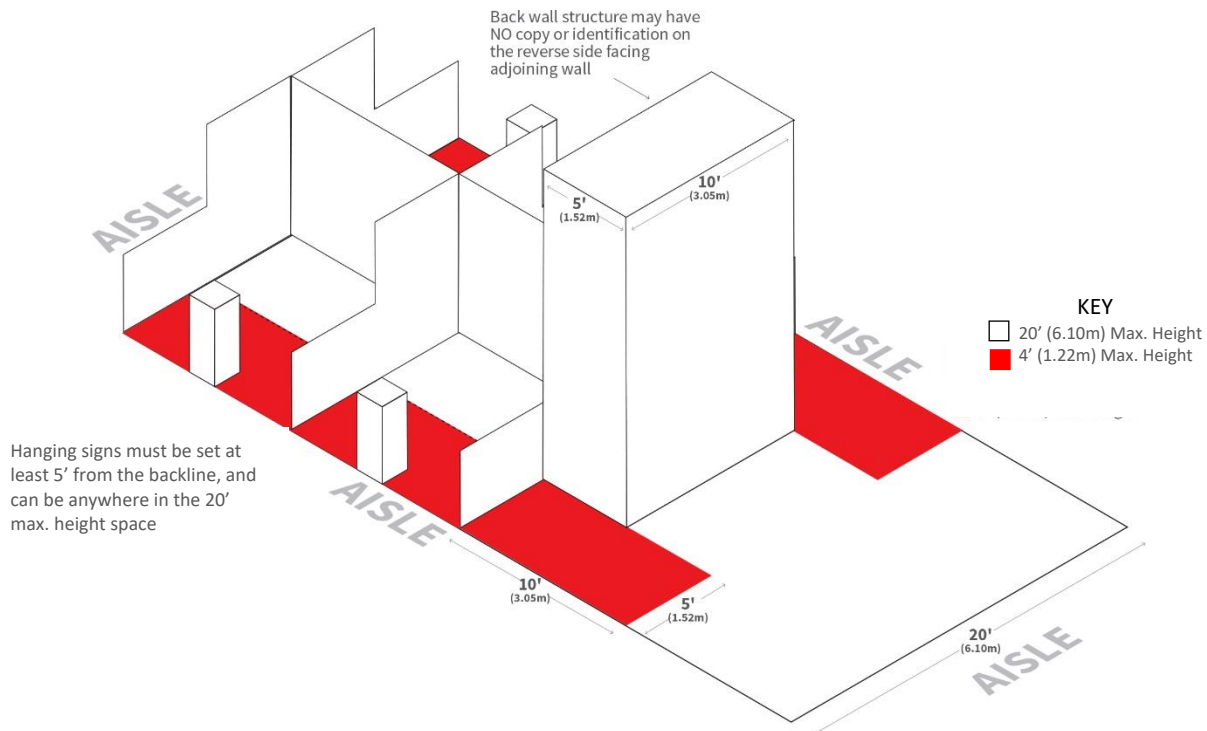 Back wall structure may have
NO copy or identification on
the reverse side facing
adjoining wall
AISLE
10'
(3.05m)
5'
(1.52m)
AISLE
KEY
20' (6.10m) Max. Height
4' (1.22m) Max. Height
Hanging signs must be set at
least 5' from the backline, and
can be anywhere in the 20'
max. height space
AISLE
10'
(3.05m)
5'
(1.52m)
20'
(6.10m)
AISLE